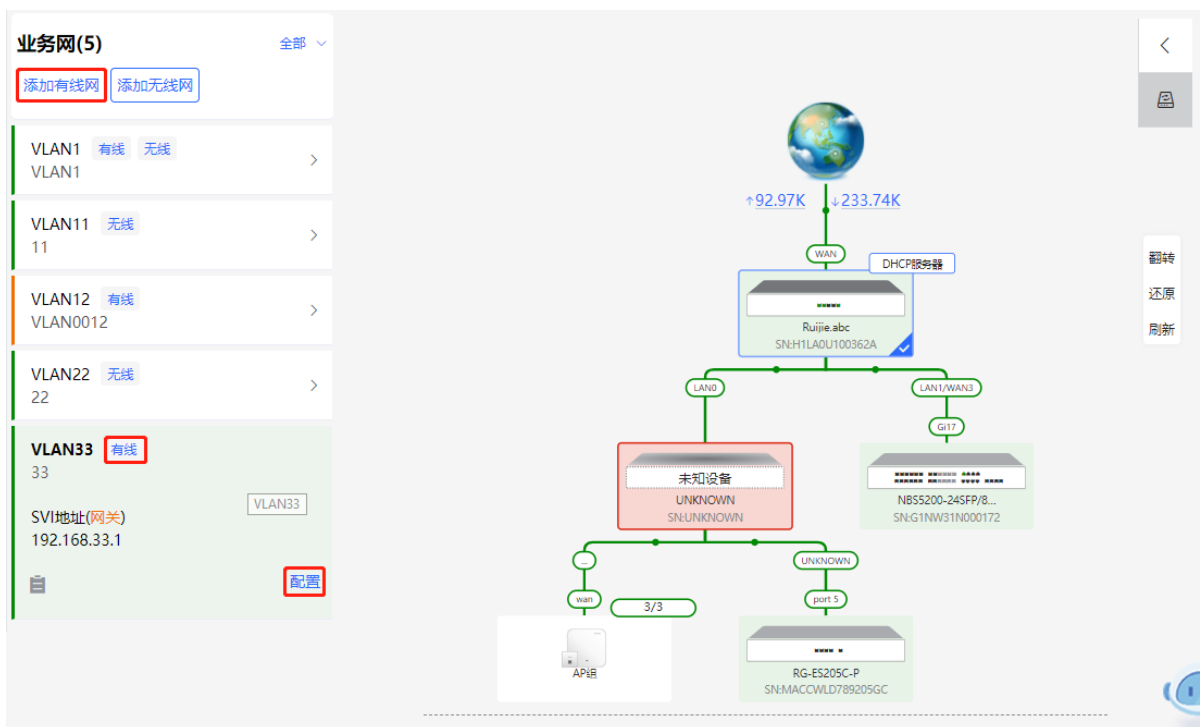 业务网(5)
全部
添加有线网
添加无线网
VLAN1 有线 无线
VLAN1
VLAN11 无线
11
VLAN12 有线
VLAN0012
VLAN22 无线
22
VLAN33 有线
33
VLAN33
SVI地址(网关)
192.168.33.1
配置
↑92.97K ↓233.74K
WAN
DHCP服务器
Ruijie.abc
SN:H1LA0U100362A
LAN0
LAN1/WAN3
Gi17
未知设备
UNKNOWN
SN:UNKNOWN
NBS5200-24SFP/8...
SN:G1NW31N000172
...
UNKNOWN
wan
3/3
port 5
AP组
RG-ES205C-P
SN:MACCWLD789205GC
翻转
还原
刷新